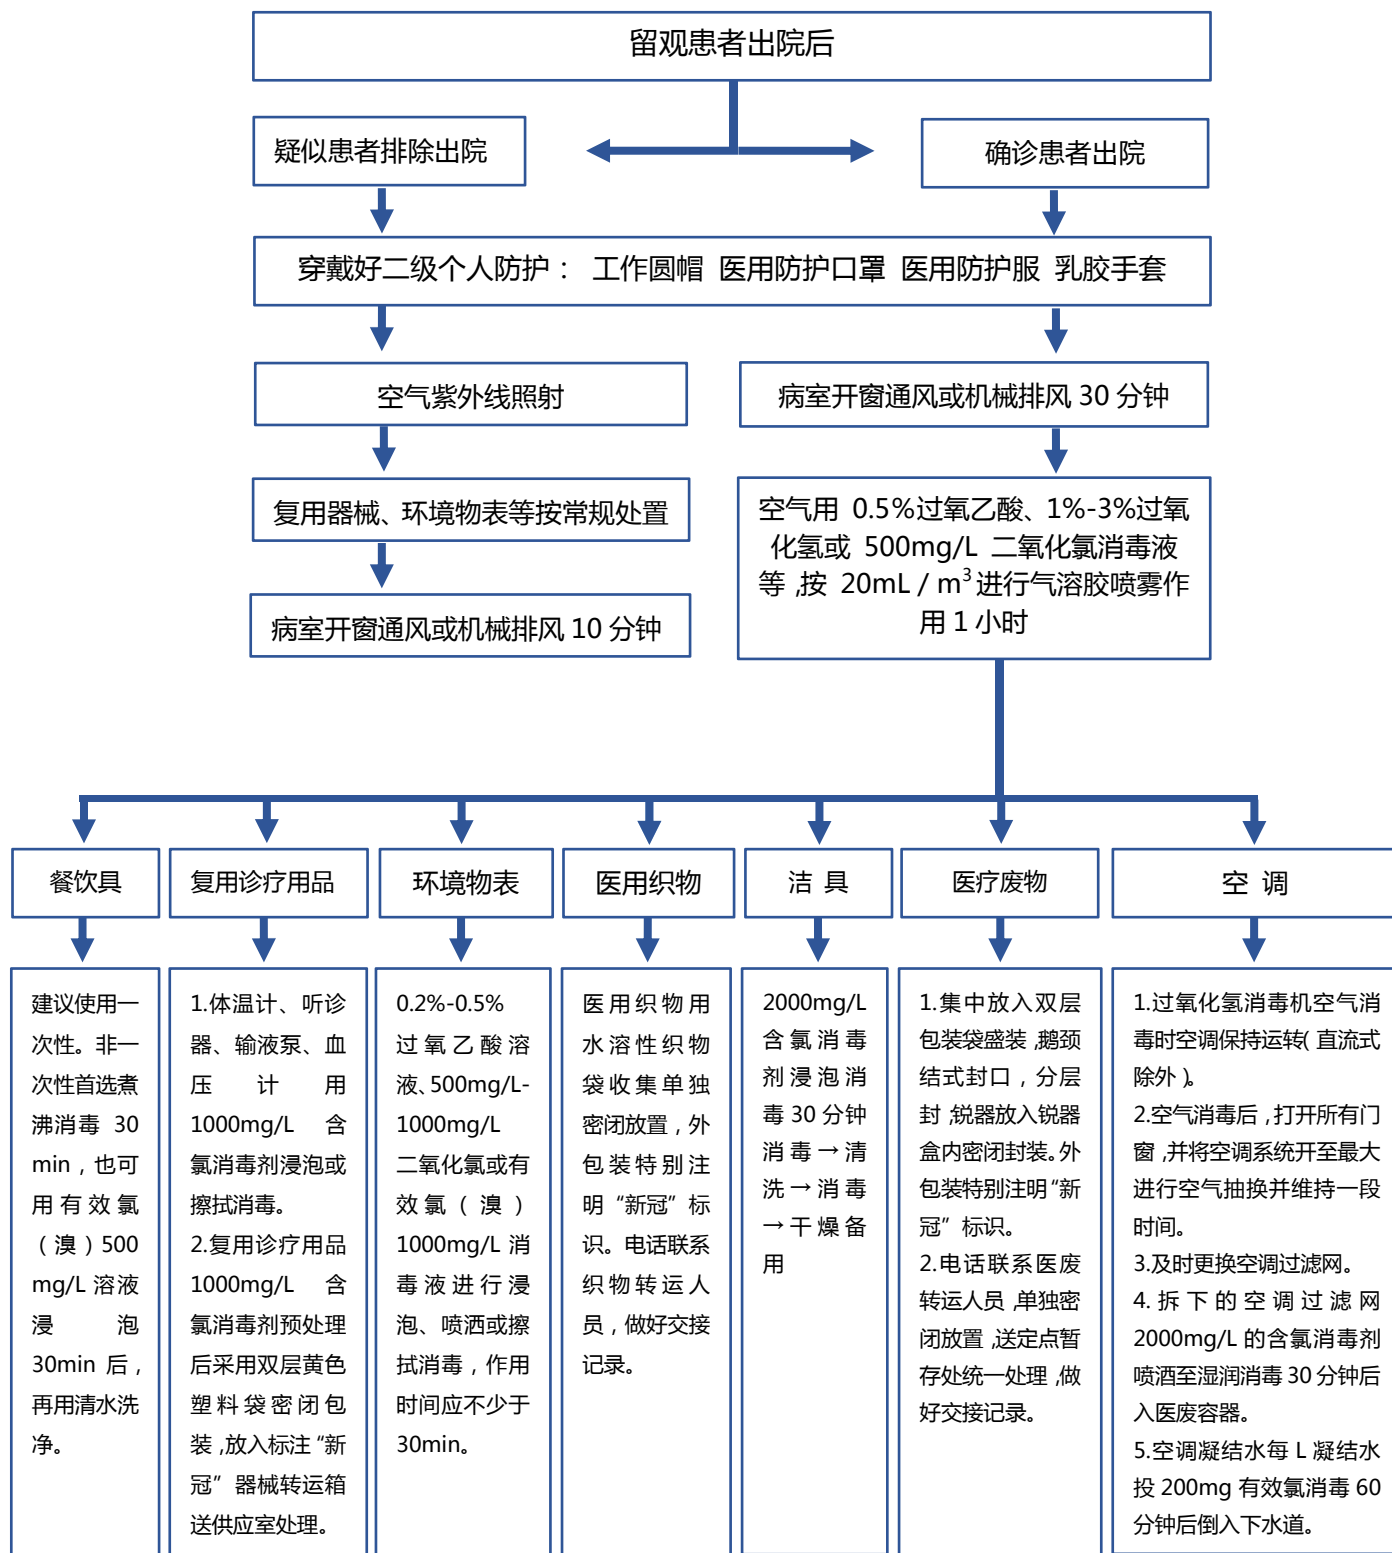 留观患者出院后
疑似患者排除出院
确诊患者出院
穿戴好二级个人防护： 工作圆帽 医用防护口罩 医用防护服 乳胶手套
空气紫外线照射
病室开窗通风或机械排风 30 分钟
复用器械、环境物表等按常规处置
空气用 0.5%过氧乙酸、1%-3%过氧
化氢或 500mg/L 二氧化氯消毒液
等,按 20mL / m³进行气溶胶喷雾作
用 1 小时
病室开窗通风或机械排风 10 分钟
餐饮具
复用诊疗用品
环境物表
医用织物
洁 具
医疗废物
空 调
建议使用一
次性。非一
次性首选煮
沸消毒 30
min，也可
用有效氯
（溴）500
mg/L 溶液
浸泡
30min 后，
再用清水洗
净。
1.体温计、听诊
器、输液泵、血
压计用
1000mg/L 含
氯消毒剂浸泡或
擦拭消毒。
2.复用诊疗用品
1000mg/L 含
氯消毒剂预处理
后采用双层黄色
塑料袋密闭包
装,放入标注“新
冠”器械转运箱
送供应室处理。
0.2%-0.5%
过氧乙酸溶
液、500mg/L-
1000mg/L
二氧化氯或有
效氯（溴）
1000mg/L 消
毒液进行浸
泡、喷洒或擦
拭消毒，作用
时间应不少于
30min。
医用织物用
水溶性织物
袋收集单独
密闭放置，外
包装特别注
明“新冠”标
识。电话联系
织物转运人
员，做好交接
记录。
2000mg/L
含氯消毒
剂浸泡消
毒 30 分钟
消毒→清
洗→消毒
→干燥备
用
1.集中放入双层
包装袋盛装,鹅颈
结式封口，分层
封,锐器放入锐器
盒内密闭封装。外
包装特别注明“新
冠”标识。
2.电话联系医废
转运人员,单独密
闭放置,送定点暂
存处统一处理,做
好交接记录。
1.过氧化氢消毒机空气消
毒时空调保持运转(直流式
除外)。
2.空气消毒后,打开所有门
窗,并将空调系统开至最大
进行空气抽换并维持一段
时间。
3.及时更换空调过滤网。
4.拆下的空调过滤网
2000mg/L 的含氯消毒剂
喷洒至湿润消毒 30 分钟后
入医废容器。
5.空调凝结水每 L 凝结水
投 200mg 有效氯消毒 60
分钟后倒入下水道。